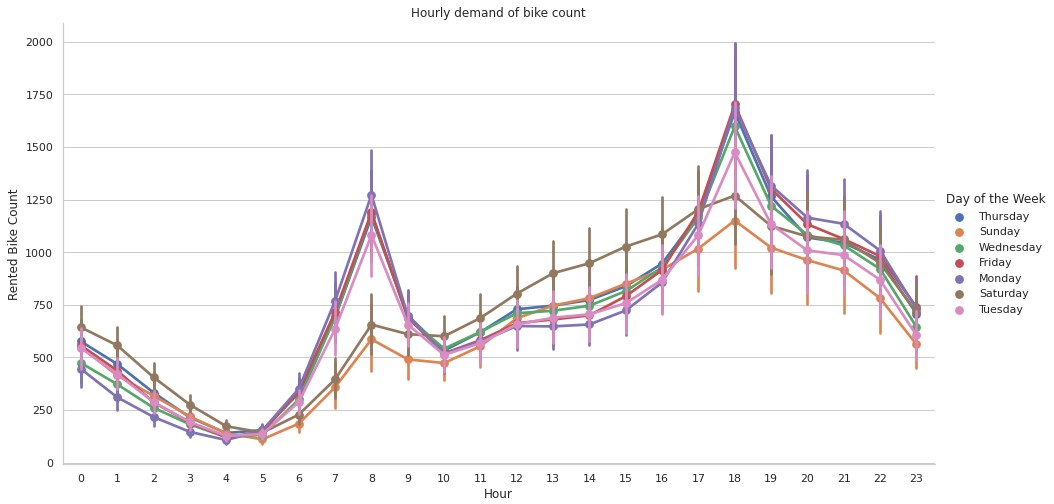 Hourly demand of bike count
2000
1750
1500
1250
1000
750
500
250
0
Rented Bike Count
0 1 2 3 4 5 6 7 8 9 10 11 12 13 14 15 16 17 18 19 20 21 22 23
Hour
Day of the Week
Thursday
Sunday
Wednesday
Friday
Monday
Saturday
Tuesday